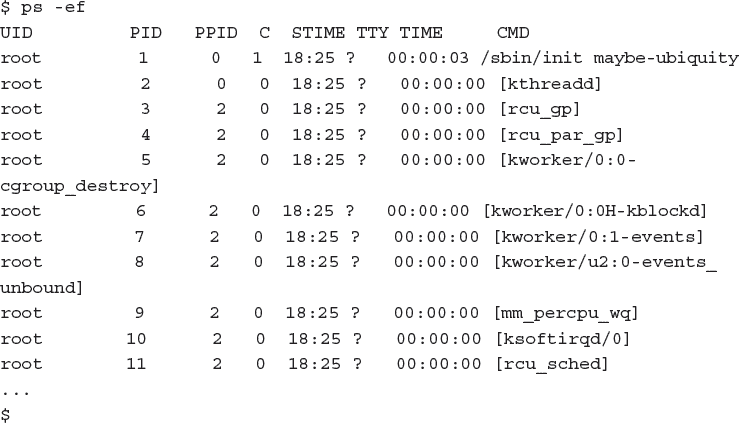 $ ps -ef
UID PID PPID C STIME TTY TIME CMD
root 1 0 1 18:25 ? 00:00:03 /sbin/init maybe-ubiquity
root 2 0 0 18:25 ? 00:00:00 [kthreadd]
root 3 2 0 18:25 ? 00:00:00 [rcu_gp]
root 4 2 0 18:25 ? 00:00:00 [rcu_par_gp]
root 5 2 0 18:25 ? 00:00:00 [kworker/0:0-
cgroup_destroy]
root 6 2 0 18:25 ? 00:00:00 [kworker/0:0H-kblockd]
root 7 2 0 18:25 ? 00:00:00 [kworker/0:1-events]
root 8 2 0 18:25 ? 00:00:00 [kworker/u2:0-events_
unbound]
root 9 2 0 18:25 ? 00:00:00 [mm_percpu_wq]
root 10 2 0 18:25 ? 00:00:00 [ksoftirqd/0]
root 11 2 0 18:25 ? 00:00:00 [rcu_sched]
...
$